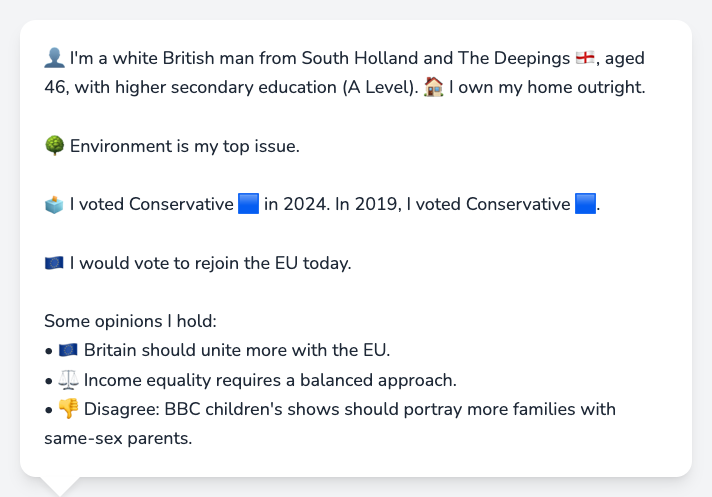 👤 I'm a white British man from South Holland and The Deepings 🏴󠁧󠁢󠁥󠁮󠁧󠁿, aged
46, with higher secondary education (A Level). 🏠 I own my home outright.
🌳 Environment is my top issue.
🗳️ I voted Conservative 🟦 in 2024. In 2019, I voted Conservative 🟦.
🇪🇺 I would vote to rejoin the EU today.
Some opinions I hold:
• 🇪🇺 Britain should unite more with the EU.
• ⚖️ Income equality requires a balanced approach.
• 👎 Disagree: BBC children's shows should portray more families with
same-sex parents.